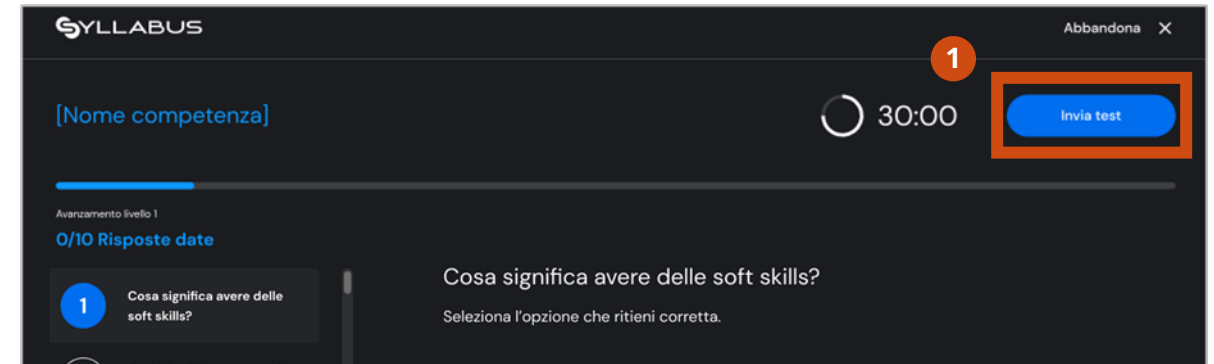 SYLLABUS
Abbandona
1
[Nome competenza]
30:00
Invia test
Avanzamento livello 1
0/10 Risposte date
1
Cosa significa avere delle
soft skills?
Cosa significa avere delle soft skills?
Seleziona l'opzione che ritieni corretta.